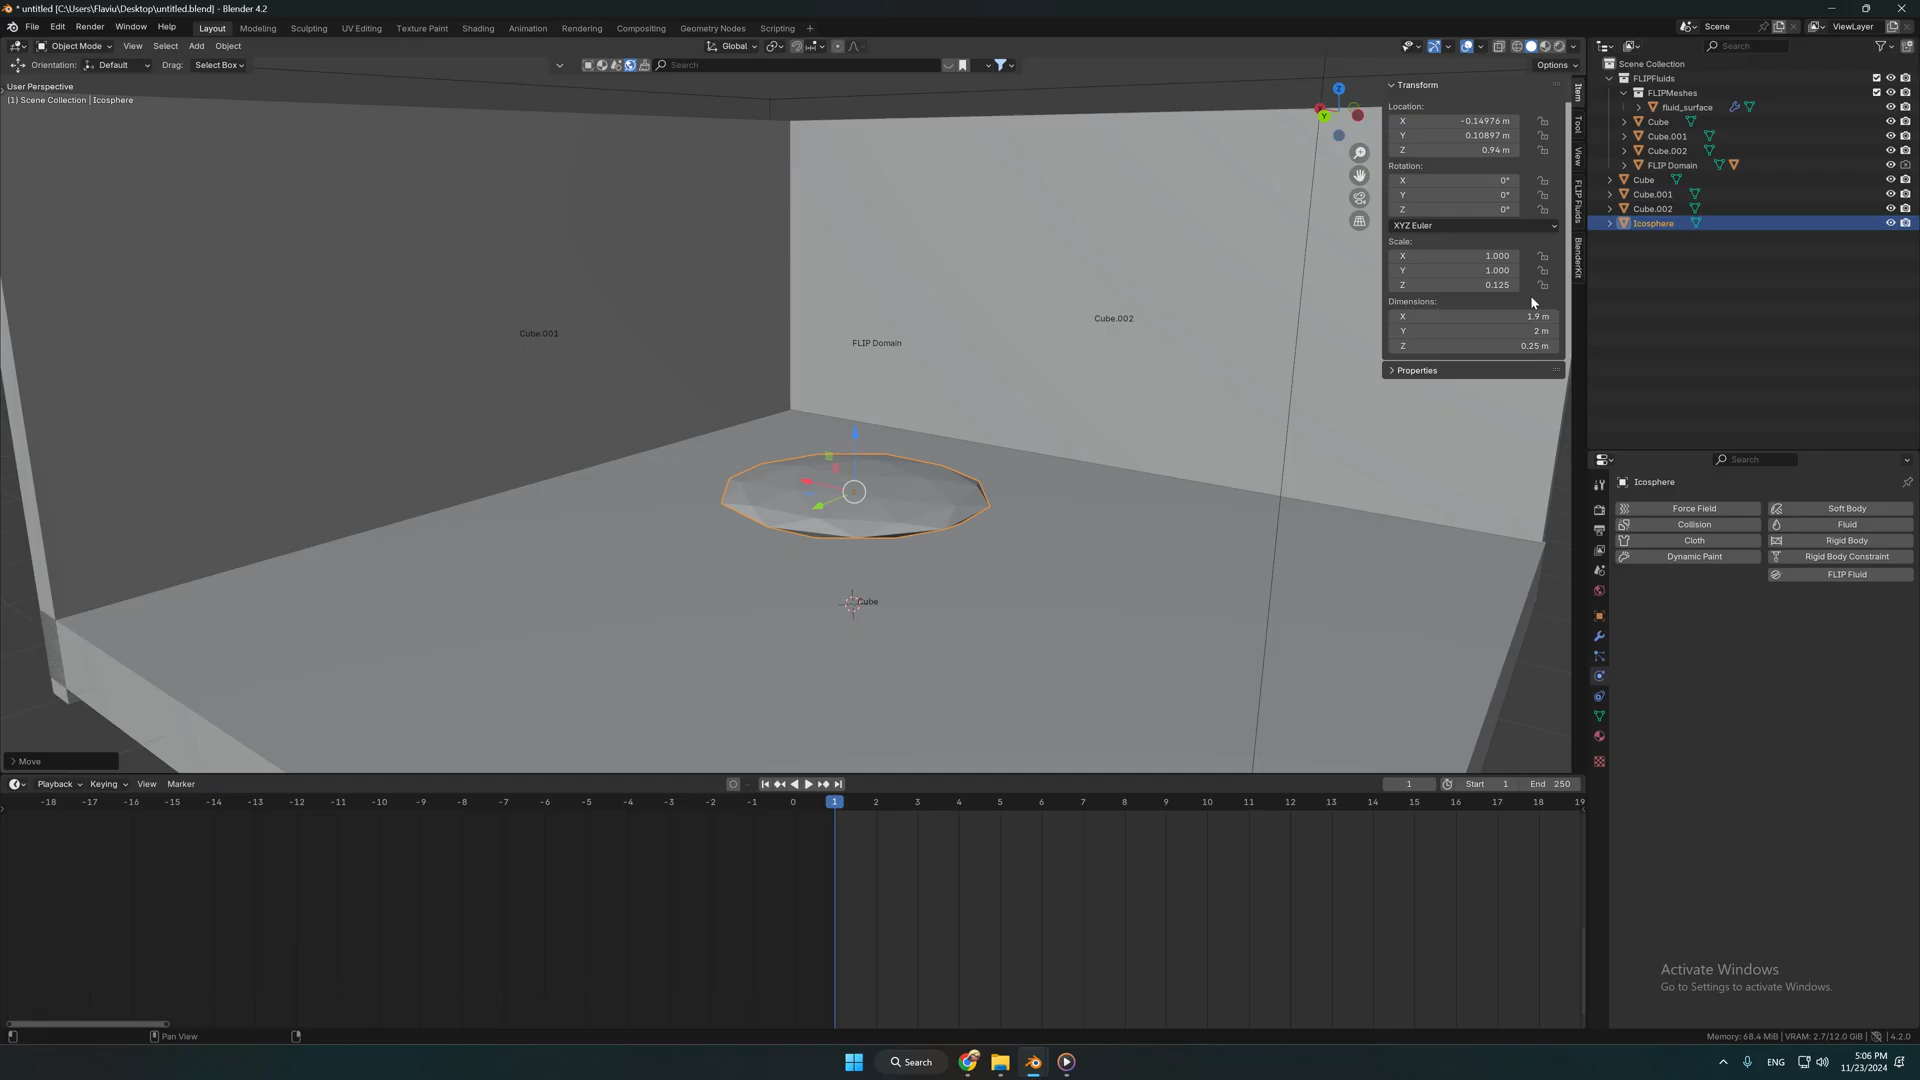 * untitled [C:\Users\Flaviu\Desktop\untitled.blend] - Blender 4.2
File Edit Render Window Help Layout Modeling Sculpting UV Editing Texture Paint Shading Animation Rendering Compositing Geometry Nodes Scripting + Scene ViewLayer
Object Mode View Select Add Object Global Search
Orientation: Default Drag: Select Box Search Options
User Perspective
(1) Scene Collection | Icosphere
Transform
Location:
X -0.14976 m
Y 0.10897 m
Z 0.94 m
Rotation:
X 0°
Y 0°
Z 0°
XYZ Euler
Scale:
X 1.000
Y 1.000
Z 0.125
Dimensions:
X 1.9 m
Y 2 m
Z 0.25 m
Properties
Item
Tool
View
FLIP Fluids
BlenderKit
Z
Y
Cube.001
FLIP Domain
Cube.002
Cube
Move
Scene Collection
FLIPFluids
FLIPMeshes
fluid_surface
Cube
Cube.001
Cube.002
FLIP Domain
Cube
Cube.001
Cube.002
Icosphere
Search
Icosphere
Force Field Soft Body
Collision Fluid
Cloth Rigid Body
Dynamic Paint Rigid Body Constraint
FLIP Fluid
Playback Keying View Marker 1 Start 1 End 250
-18 -17 -16 -15 -14 -13 -12 -11 -10 -9 -8 -7 -6 -5 -4 -3 -2 -1 0 1 2 3 4 5 6 7 8 9 10 11 12 13 14 15 16 17 18 19
Activate Windows
Go to Settings to activate Windows.
Pan View Memory: 68.4 MiB | VRAM: 2.7/12.0 GiB | 4.2.0
Search ENG 5:06 PM
11/23/2024